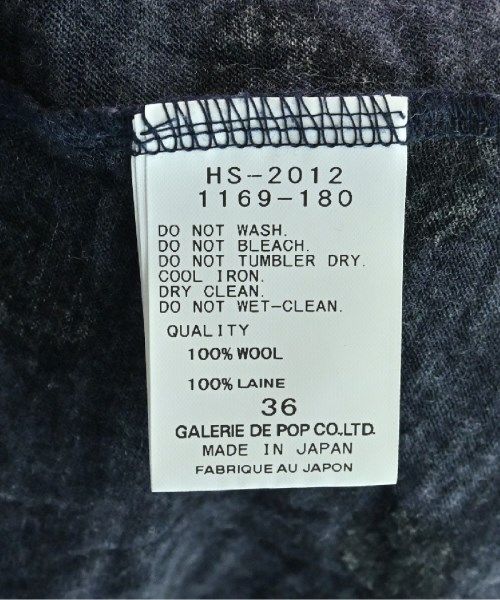 HS-2012
1169-180
DO NOT WASH.
DO NOT BLEACH.
DO NOT TUMBLER DRY.
COOL IRON.
DRY CLEAN.
DO NOT WET-CLEAN.
QUALITY
100% WOOL
100% LAINE
36
GALERIE DE POP CO.LTD.
MADE IN JAPAN
FABRIQUE AU JAPON